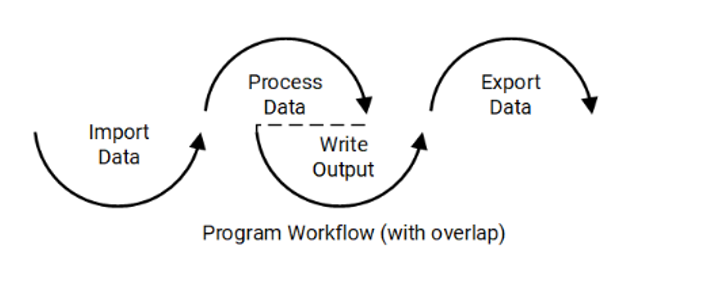 Import
Data
Process
Data
Write
Output
Export
Data
Program Workflow (with overlap)